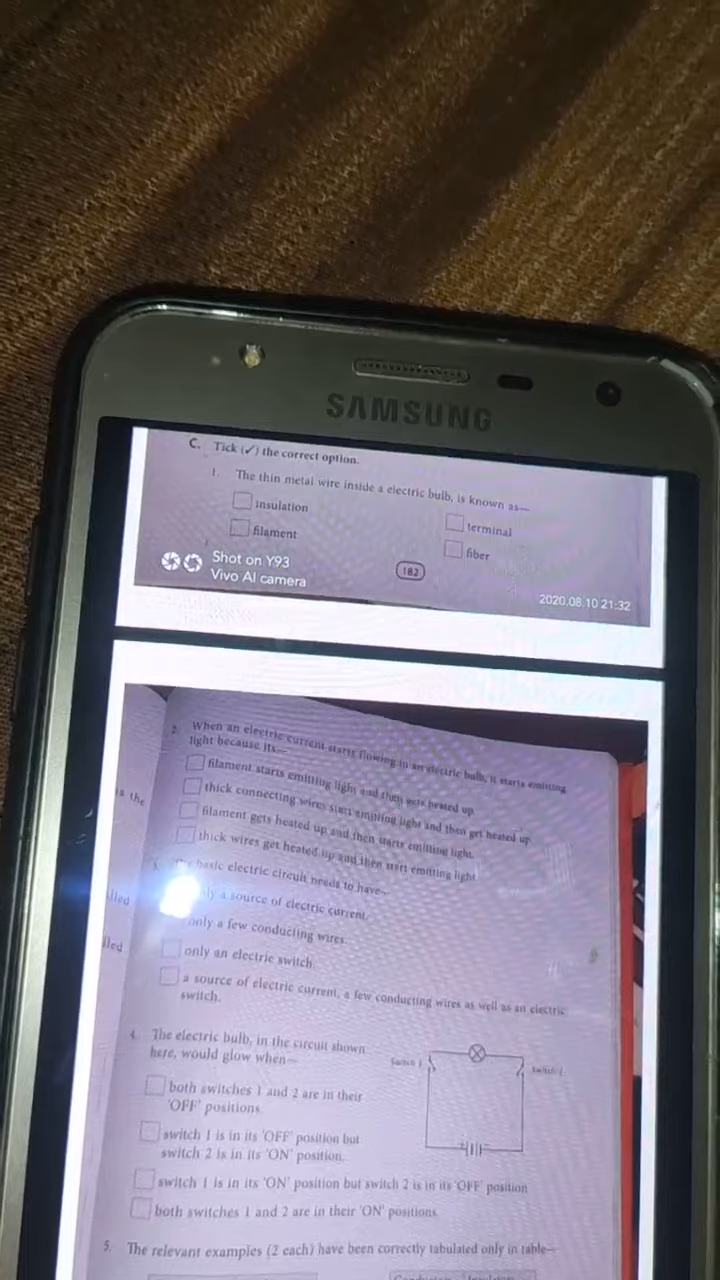 SAMSUNG
C. Tick (✓) the correct option.
1. The thin metal wire inside a electric bulb, is known as—
insulation
terminal
filament
fiber
Shot on Y93
Vivo AI camera
182
2020.08.10 21:32
2. When an electric current starts flowing in an electric bulb, it starts emitting
light because its—
filament starts emitting light and then gets heated up.
thick connecting wires start emitting light and then get heated up.
filament gets heated up and then starts emitting light.
thick wires get heated up and then start emitting light.
is the
basic electric circuit needs to have—
a source of electric current.
only a few conducting wires.
only an electric switch.
a source of electric current, a few conducting wires as well as an electric
switch.
4. The electric bulb, in the circuit shown
here, would glow when—
Switch 1
both switches 1 and 2 are in their
'OFF' positions.
switch 1 is in its 'OFF' position but
switch 2 is in its 'ON' position.
switch 1 is in its 'ON' position but switch 2 is in its 'OFF' position
both switches 1 and 2 are in their 'ON' positions.
5. The relevant examples (2 each) have been correctly tabulated only in table—